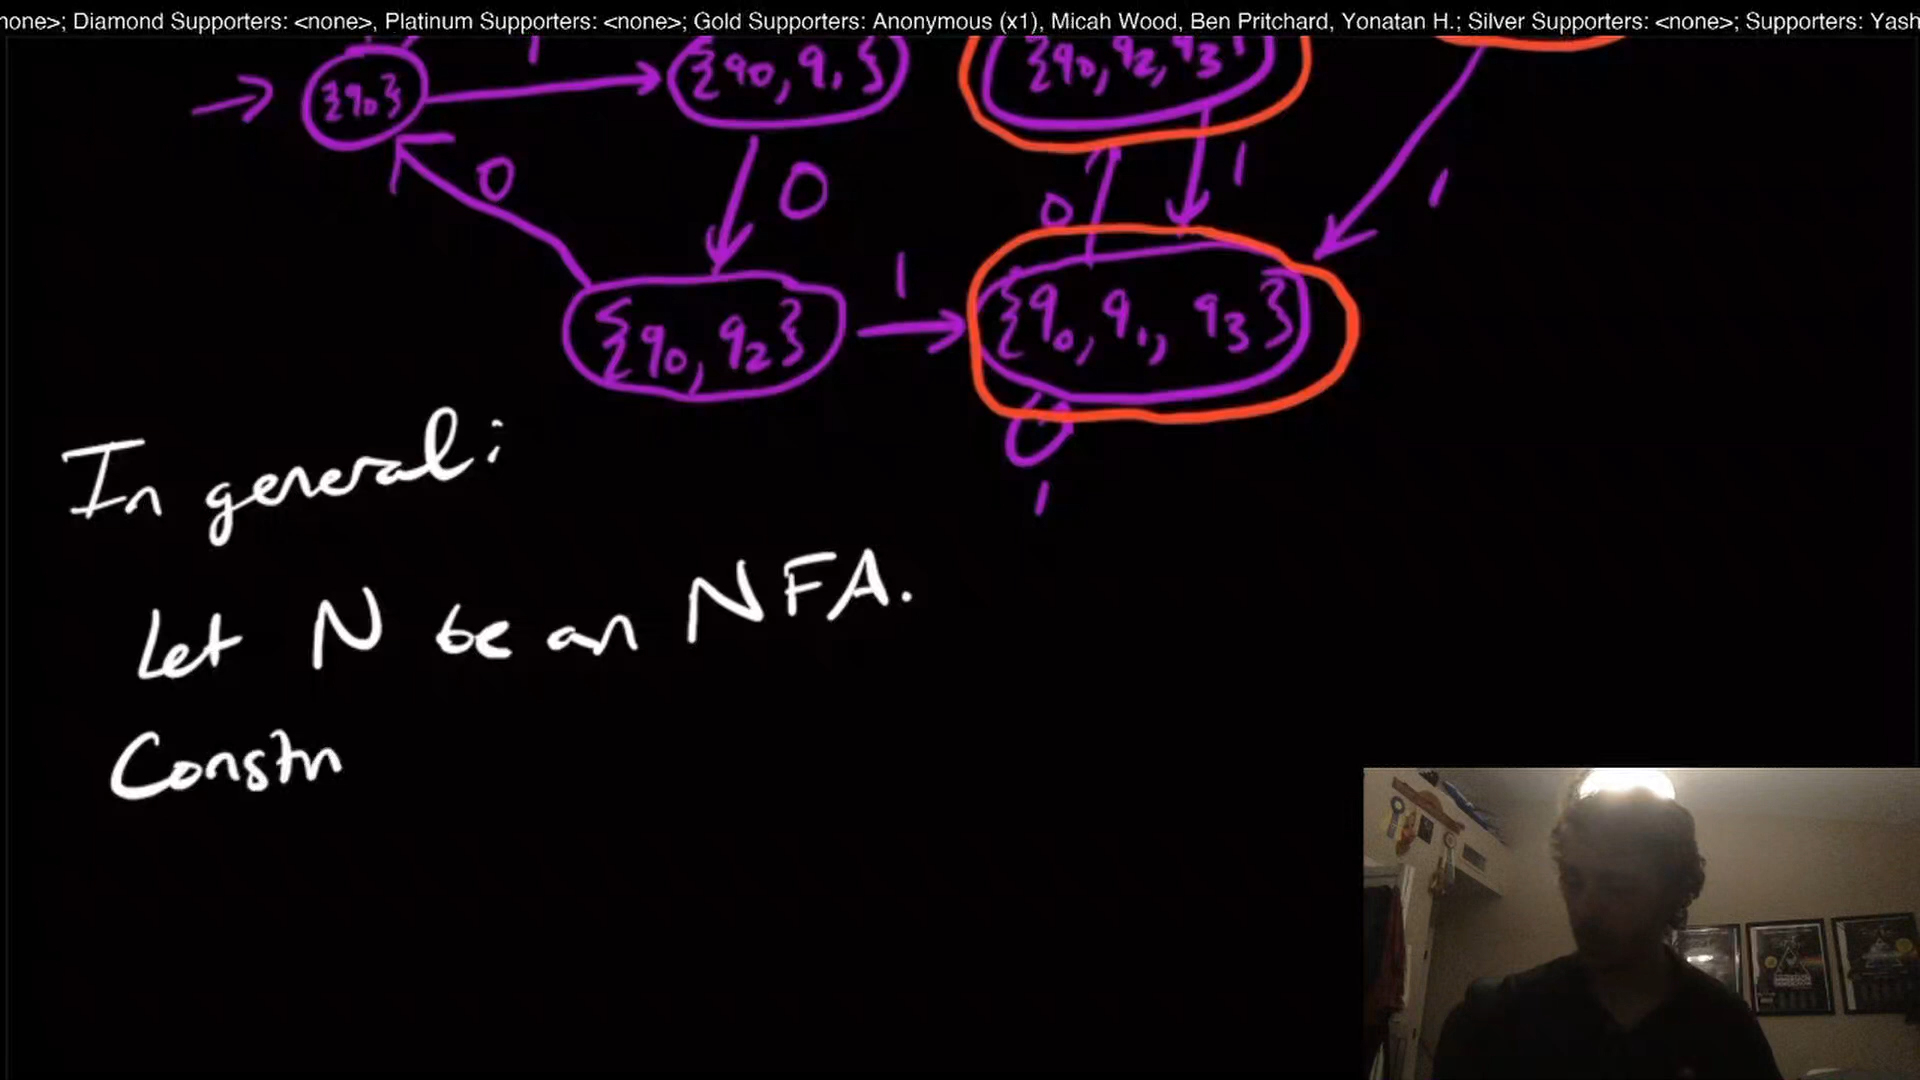 none>; Diamond Supporters: <none>, Platinum Supporters: <none>; Gold Supporters: Anonymous (x1), Micah Wood, Ben Pritchard, Yonatan H.; Silver Supporters: <none>; Supporters: Yash
1
{q0} {q0, q1} {q0, q2, q3}
0 0 0 1 1
1
{q0, q2} {q0, q1, q3}
In general:
1
Let N be an NFA.
Constr